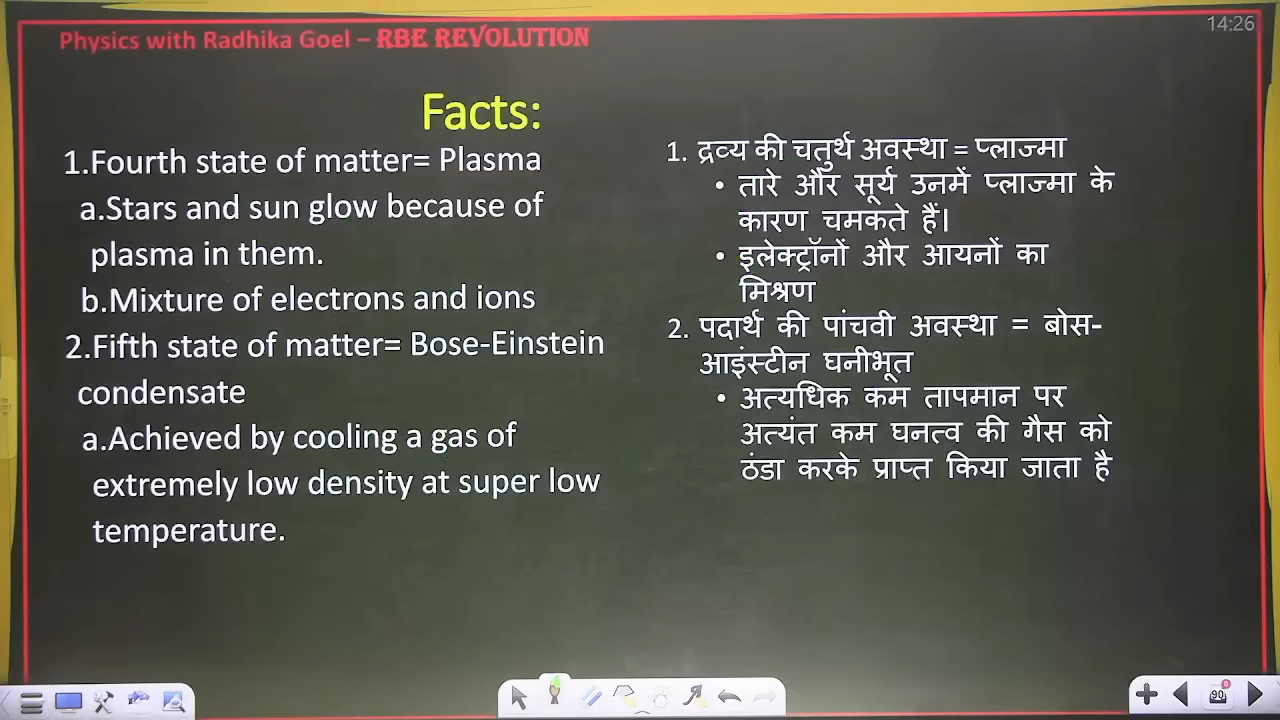 Physics with Radhika Goel – RBE REVOLUTION
14:26
Facts:
1.Fourth state of matter= Plasma
a.Stars and sun glow because of
plasma in them.
b.Mixture of electrons and ions
2.Fifth state of matter= Bose-Einstein
condensate
a.Achieved by cooling a gas of
extremely low density at super low
temperature.
1. द्रव्य की चतुर्थ अवस्था = प्लाज्मा
• तारे और सूर्य उनमें प्लाज्मा के
कारण चमकते हैं।
• इलेक्ट्रॉनों और आयनों का
मिश्रण
2. पदार्थ की पांचवी अवस्था = बोस-
आइंस्टीन घनीभूत
• अत्यधिक कम तापमान पर
अत्यंत कम घनत्व की गैस को
ठंडा करके प्राप्त किया जाता है
90